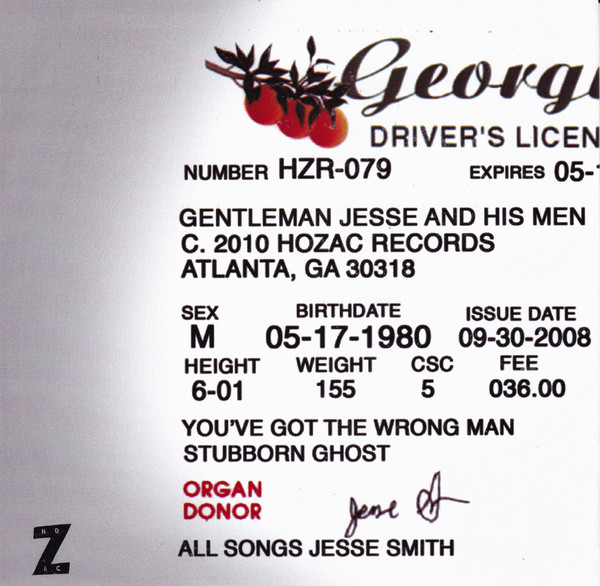 Georg
DRIVER'S LICEN
NUMBER HZR-079 EXPIRES 05-
GENTLEMAN JESSE AND HIS MEN
C. 2010 HOZAC RECORDS
ATLANTA, GA 30318
SEX BIRTHDATE ISSUE DATE
M 05-17-1980 09-30-2008
HEIGHT WEIGHT CSC FEE
6-01 155 5 036.00
YOU'VE GOT THE WRONG MAN
STUBBORN GHOST
ORGAN
DONOR
Jesse
ALL SONGS JESSE SMITH
HO
Z
AC